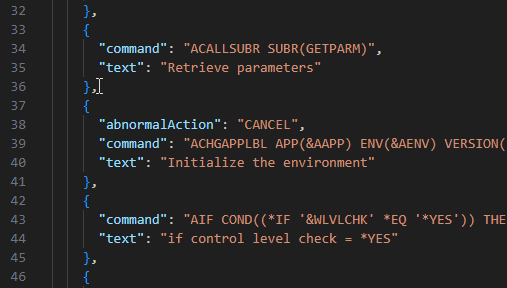 32 },
33 {
34 "command": "ACALLSUBR SUBR(GETPARM)",
35 "text": "Retrieve parameters"
36 },
37 {
38 "abnormalAction": "CANCEL",
39 "command": "ACHGAPPLBL APP(&AAPP) ENV(&AENV) VERSION(
40 "text": "Initialize the environment"
41 },
42 {
43 "command": "AIF COND((*IF '&WLVLCHK' *EQ '*YES')) THE
44 "text": "if control level check = *YES"
45 },
46 {